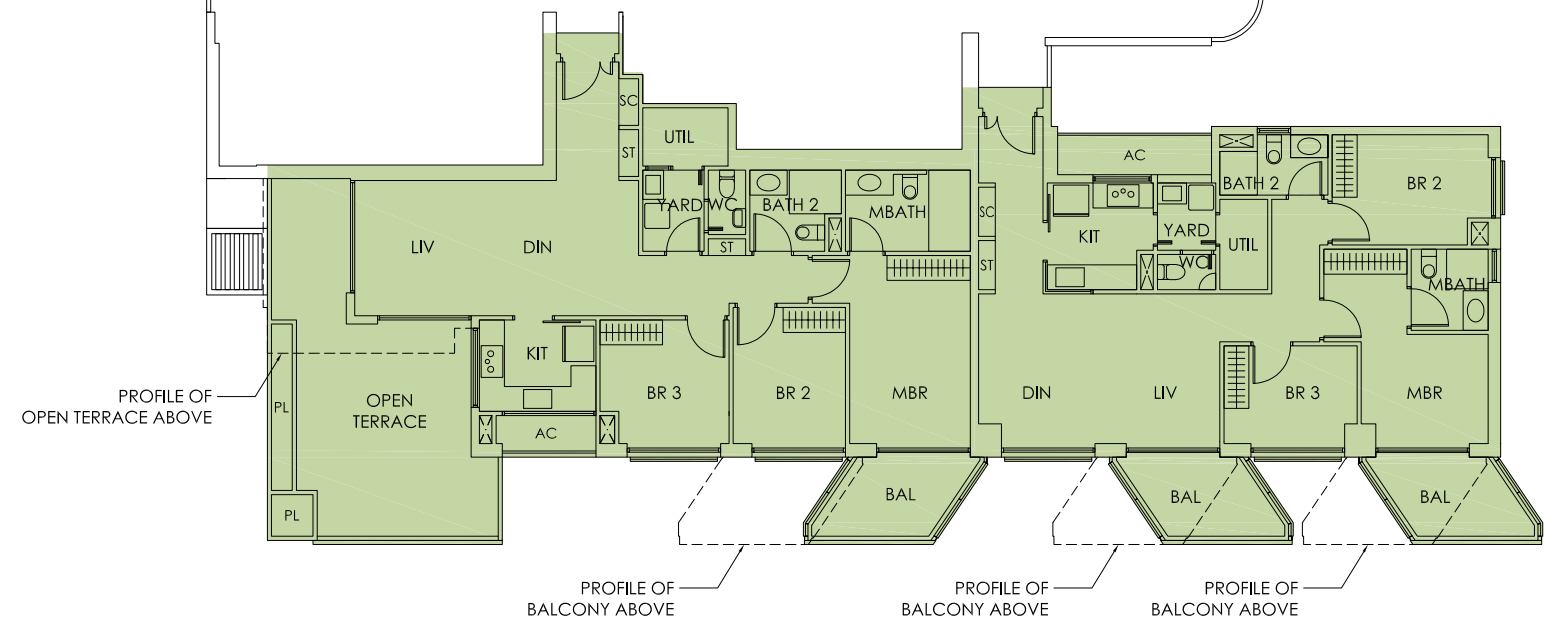 SC
UTIL
ST
AC
YARD
WC
BATH 2
MBATH
BATH 2
BR 2
LIV
DIN
ST
SC
ST
KIT
YARD
WC
UTIL
MBATH
KIT
PROFILE OF
OPEN TERRACE ABOVE
PL
OPEN
TERRACE
BR 3
BR 2
MBR
DIN
LIV
BR 3
MBR
AC
PL
BAL
BAL
BAL
PROFILE OF
BALCONY ABOVE
PROFILE OF
BALCONY ABOVE
PROFILE OF
BALCONY ABOVE